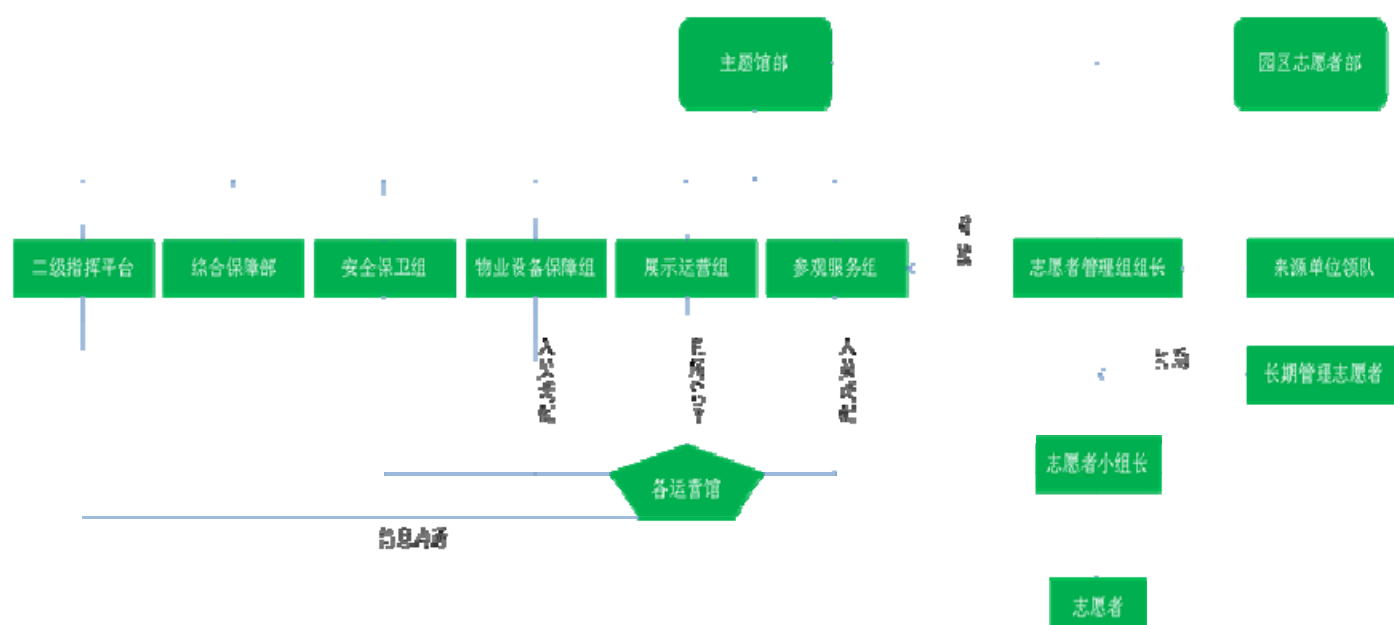 主题馆部
园区志愿者部
二级指挥平台
综合保障部
安全保卫组
物业设备保障组
展示运营组
参观服务组
志愿者管理组组长
来源单位领队
长期管理志愿者
志愿者小组长
各运营馆
志愿者